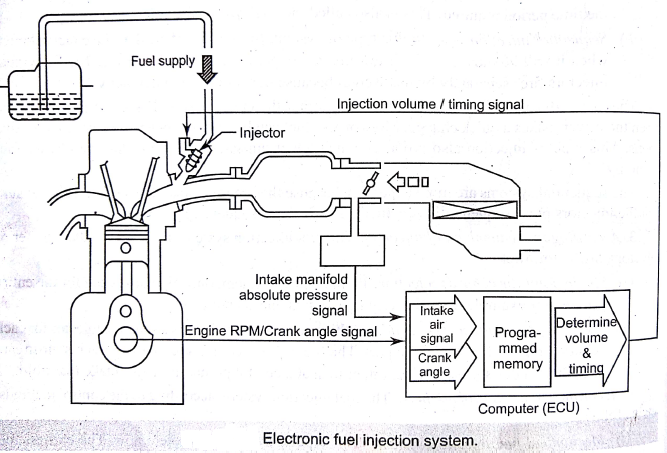 Fuel supply
Injection volume / timing signal
Injector
Intake manifold
absolute pressure
signal
Engine RPM/Crank angle signal
Intake
air
signal
Crank
angle
Progra-
mmed
memory
Determine
volume
&
timing
Computer (ECU)
Electronic fuel injection system.